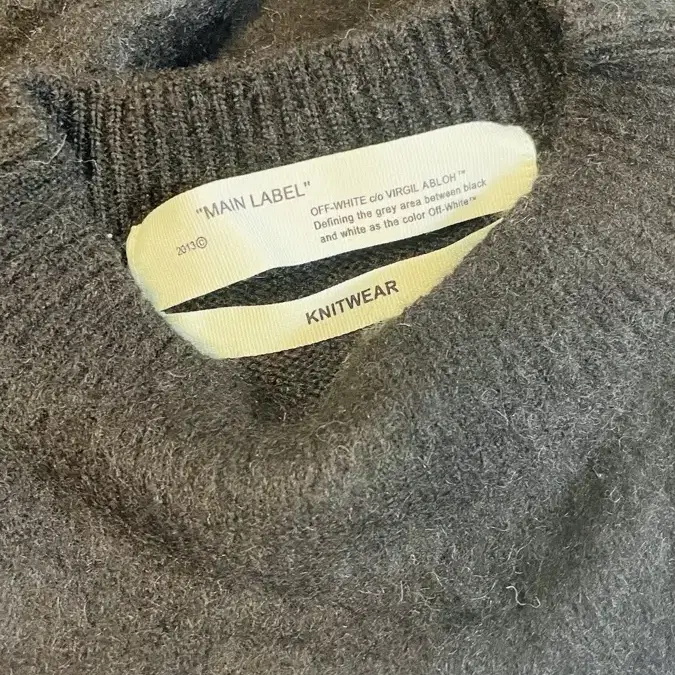 "MAIN LABEL"
2013©
OFF-WHITE c/o VIRGIL ABLOH™
Defining the grey area between black
and white as the color Off-White™
KNITWEAR